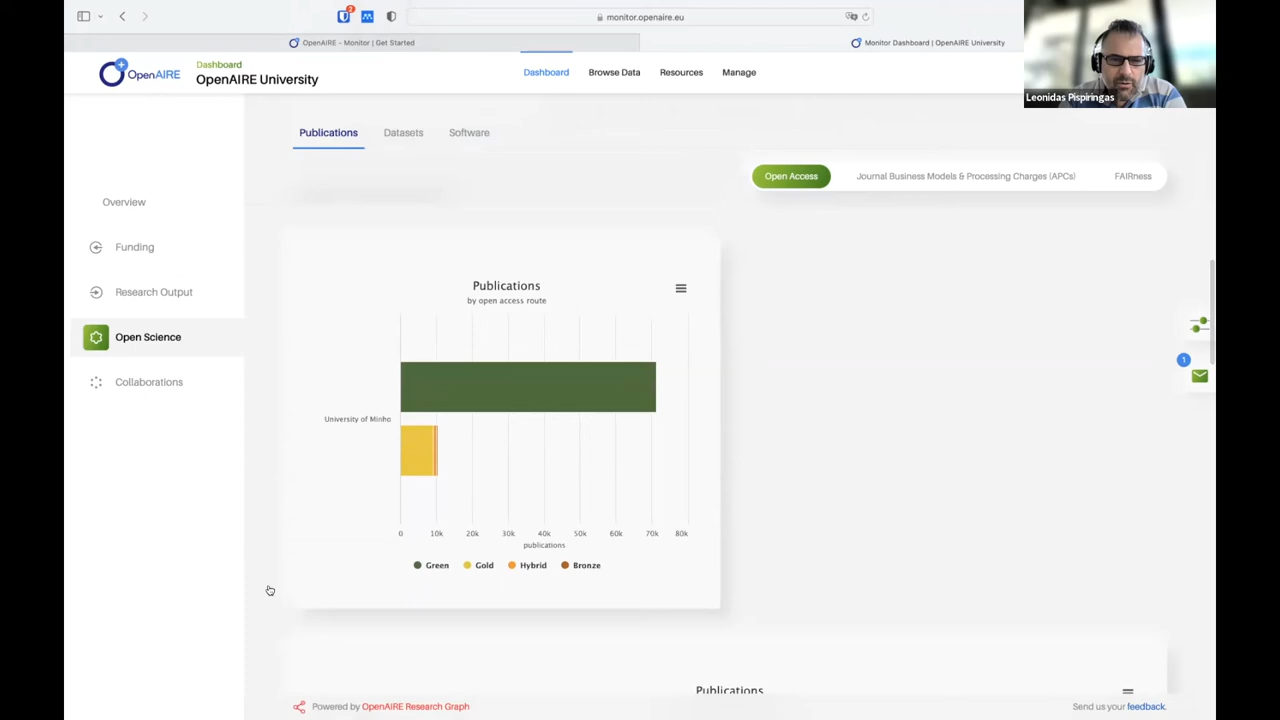 2
monitor.openaire.eu
OpenAIRE - Monitor | Get Started
Monitor Dashboard | OpenAIRE University
OpenAIRE
Dashboard
OpenAIRE University
Dashboard Browse Data Resources Manage
Leonidas Pispiringas
Publications Datasets Software
Open Access Journal Business Models & Processing Charges (APCs) FAIRness
Overview
Funding
Research Output
Open Science
Collaborations
Publications
by open access route
University of Minho
0 10k 20k 30k 40k 50k 60k 70k 80k
publications
Green Gold Hybrid Bronze
1
Publications
Powered by OpenAIRE Research Graph
Send us your feedback.